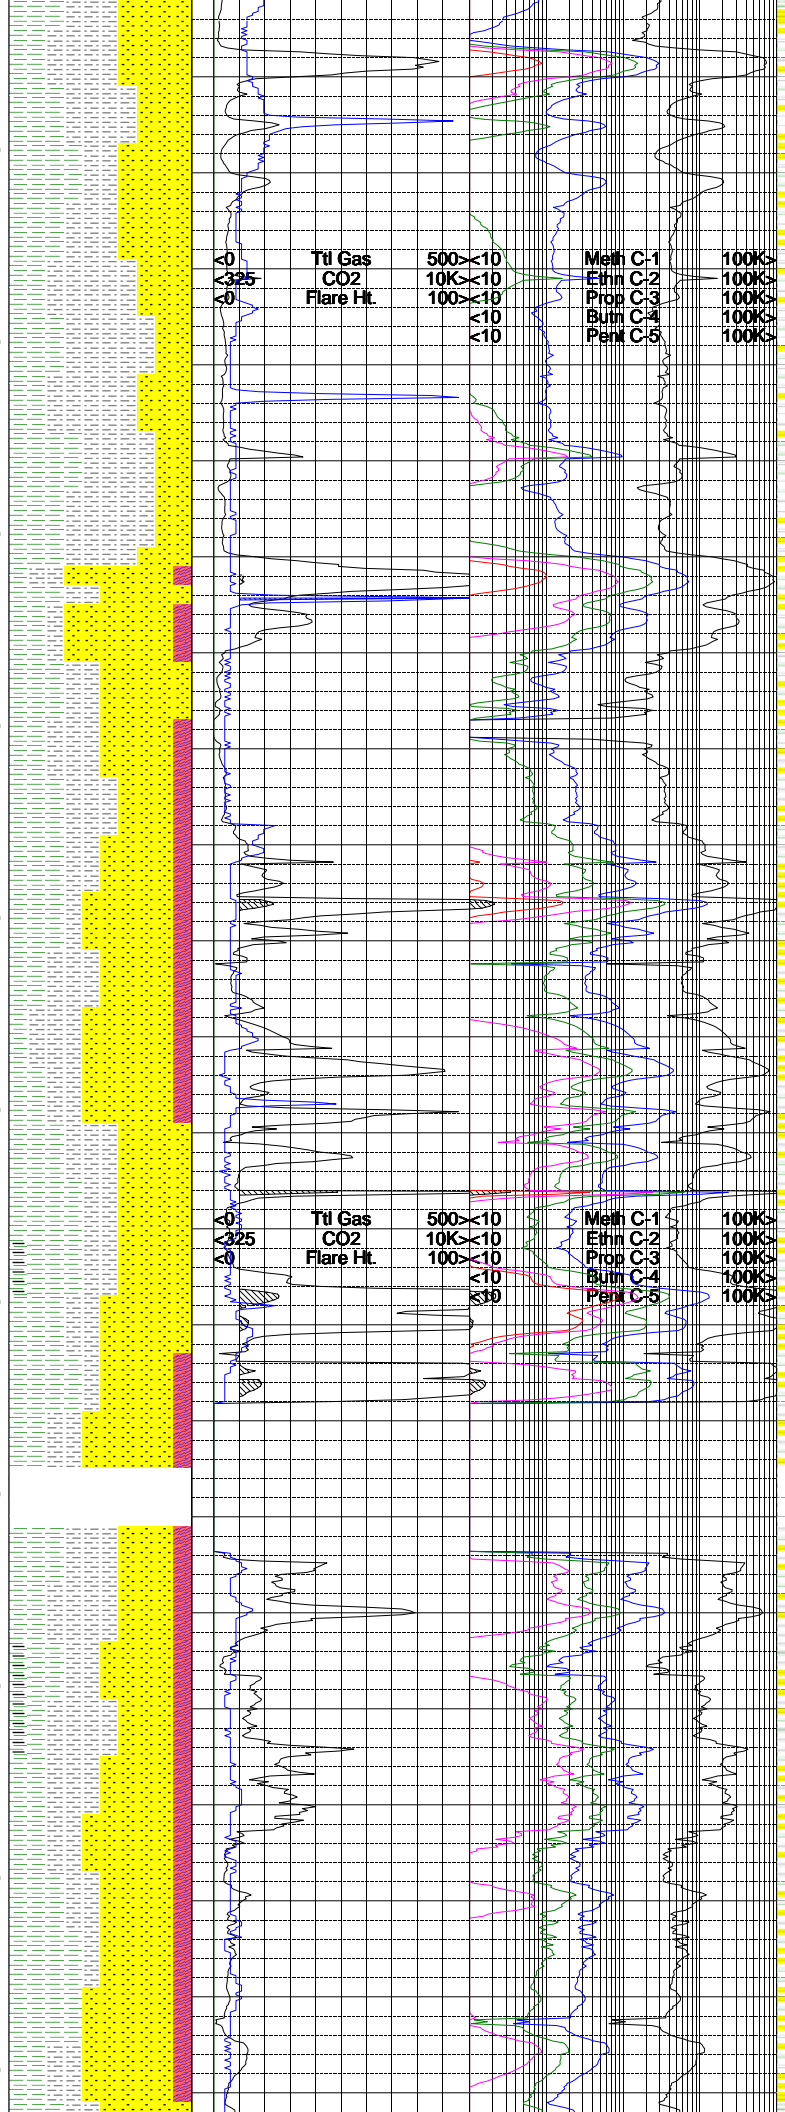 <0 Ttl Gas 500><10 Meth C-1 100K>
<325 CO2 10K><10 Ethn C-2 100K>
<0 Flare Ht. 100><10 Prop C-3 100K>
<10 Butn C-4 100K>
<10 Pent C-5 100K>
<0 Ttl Gas 500><10 Meth C-1 100K>
<325 CO2 10K><10 Ethn C-2 100K>
<0 Flare Ht. 100><10 Prop C-3 100K>
<10 Butn C-4 100K>
<10 Pent C-5 100K>